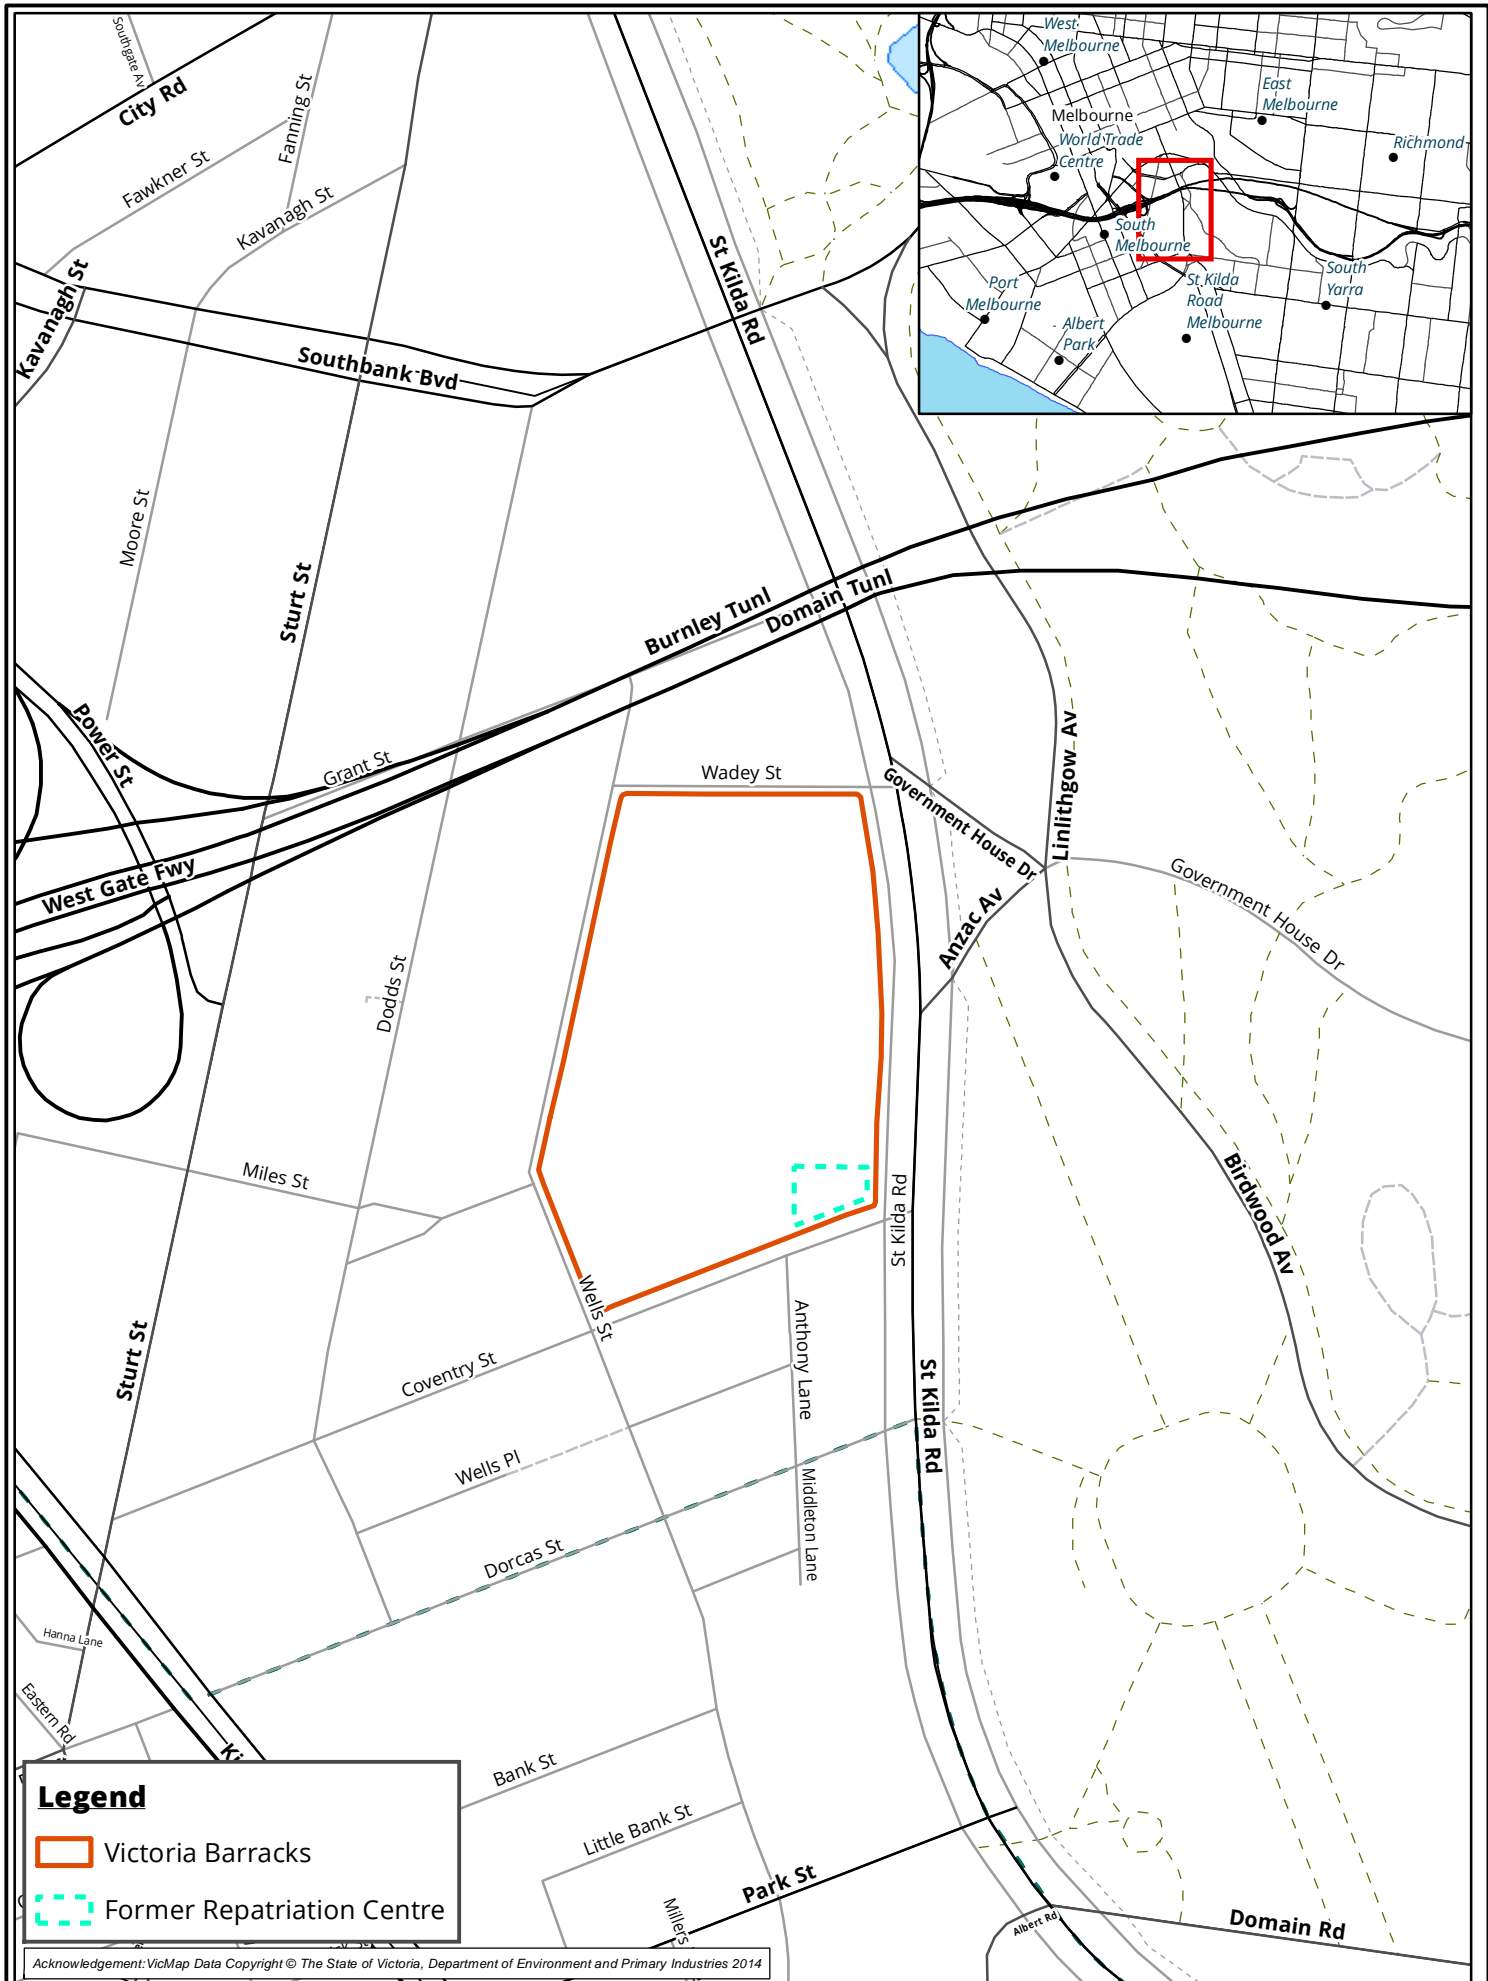 Southgate Av
City Rd
Fanning St
Fawkner St
Kavanagh St
Kavanagh St
Southbank Bvd
St Kilda Rd
West
Melbourne
East
Melbourne
Melbourne
World Trade
Centre
Richmond
South
Melbourne
Port
Melbourne
St Kilda
Road
Melbourne
South
Yarra
Albert
Park
Moore St
Sturt St
Burnley Tunl
Domain Tunl
Power St
Grant St
Wadey St
Government House Dr
Linlithgow Av
West Gate Fwy
Anzac Av
Government House Dr
Dodds St
Miles St
St Kilda Rd
Birdwood Av
Wells St
Anthony Lane
Sturt St
Coventry St
St Kilda Rd
Wells Pl
Middleton Lane
Dorcas St
Hanna Lane
Eastern Rd
Bank St
Little Bank St
Park St
Millers
Albert Rd
Domain Rd
Legend
Victoria Barracks
Former Repatriation Centre
Acknowledgement:VicMap Data Copyright © The State of Victoria, Department of Environment and Primary Industries 2014